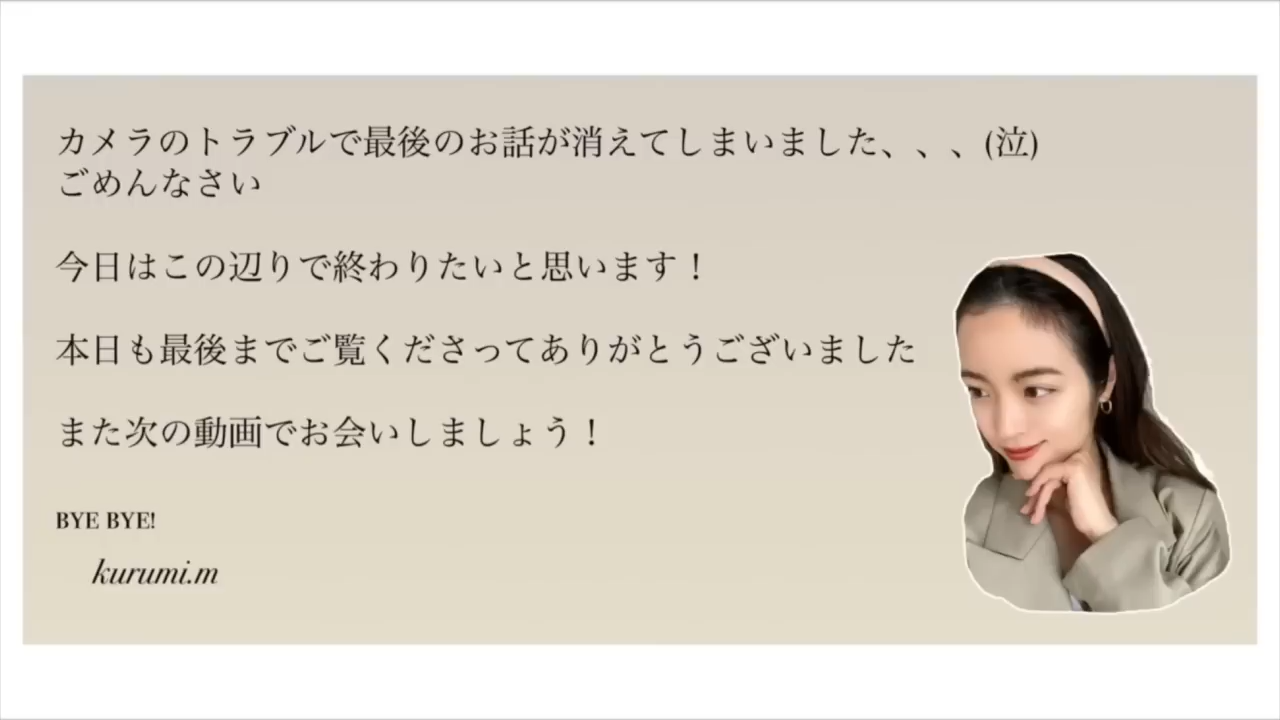 カメラのトラブルで最後のお話が消えてしまいました、、、(泣)
ごめんなさい
今日はこの辺りで終わりたいと思います！
本日も最後までご覧くださってありがとうございました
また次の動画でお会いしましょう！
BYE BYE!
kurumi.m